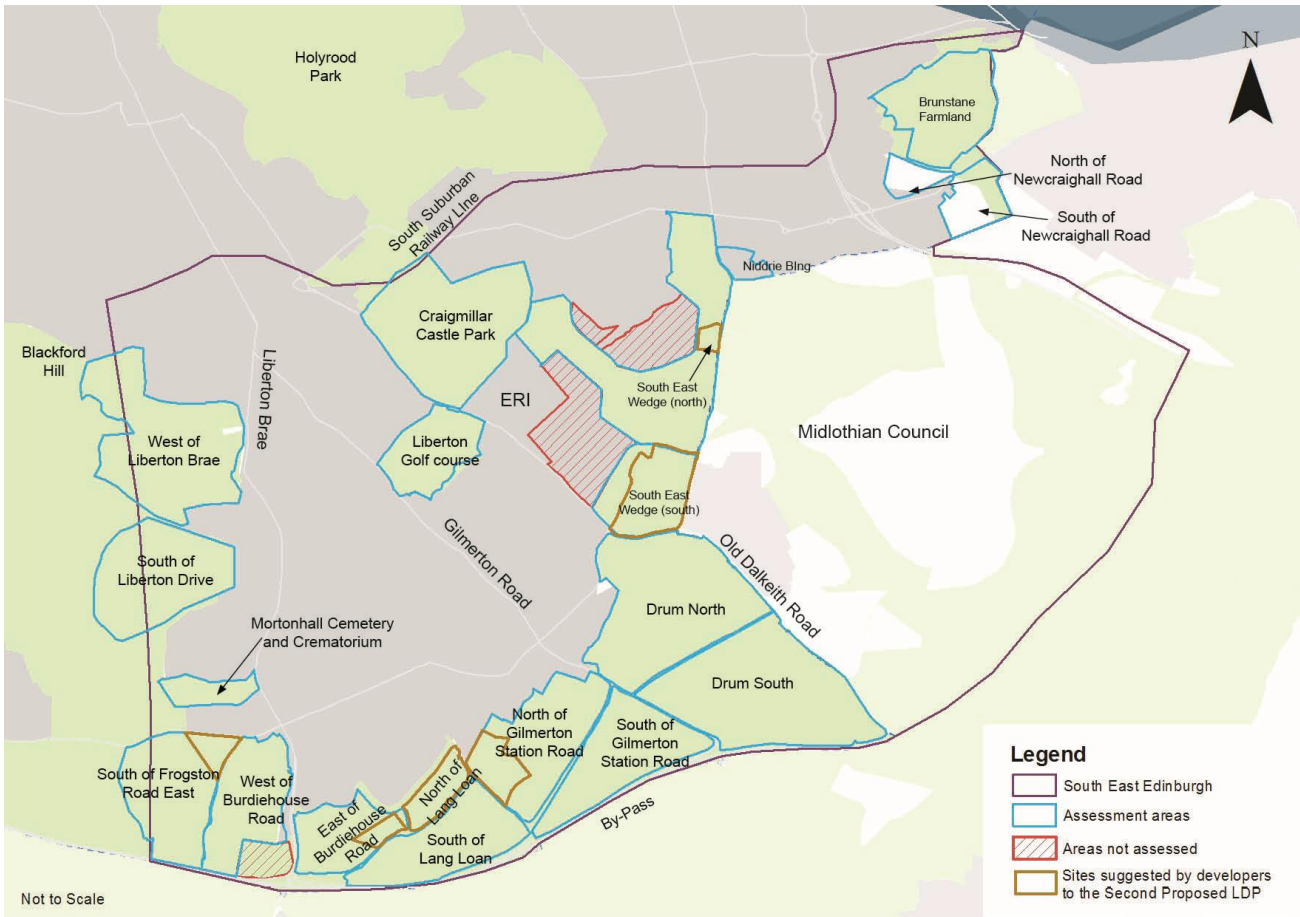 Holyrood
Park
N
Brunstane
Farmland
North of
Newcraighall Road
South of
Newcraighall Road
South Suburban
Railway LIne
Niddrie Blng
Craigmillar
Castle Park
Blackford
Hill
Liberton Brae
South East
Wedge (north)
ERI
Midlothian Council
West of
Liberton Brae
Liberton
Golf course
South East
Wedge (south)
Gilmerton Road
Old Dalkeith Road
South of
Liberton Drive
Drum North
Mortonhall Cemetery
and Crematorium
Drum South
North of
Gilmerton
Station Road
South of
Gilmerton
Station Road
South of Frogston
Road East
West of
Burdiehouse
Road
North of
Lang Loan
East of
Burdiehouse
Road
South of
Lang Loan
By-Pass
Legend
South East Edinburgh
Assessment areas
Areas not assessed
Sites suggested by developers
to the Second Proposed LDP
Not to Scale